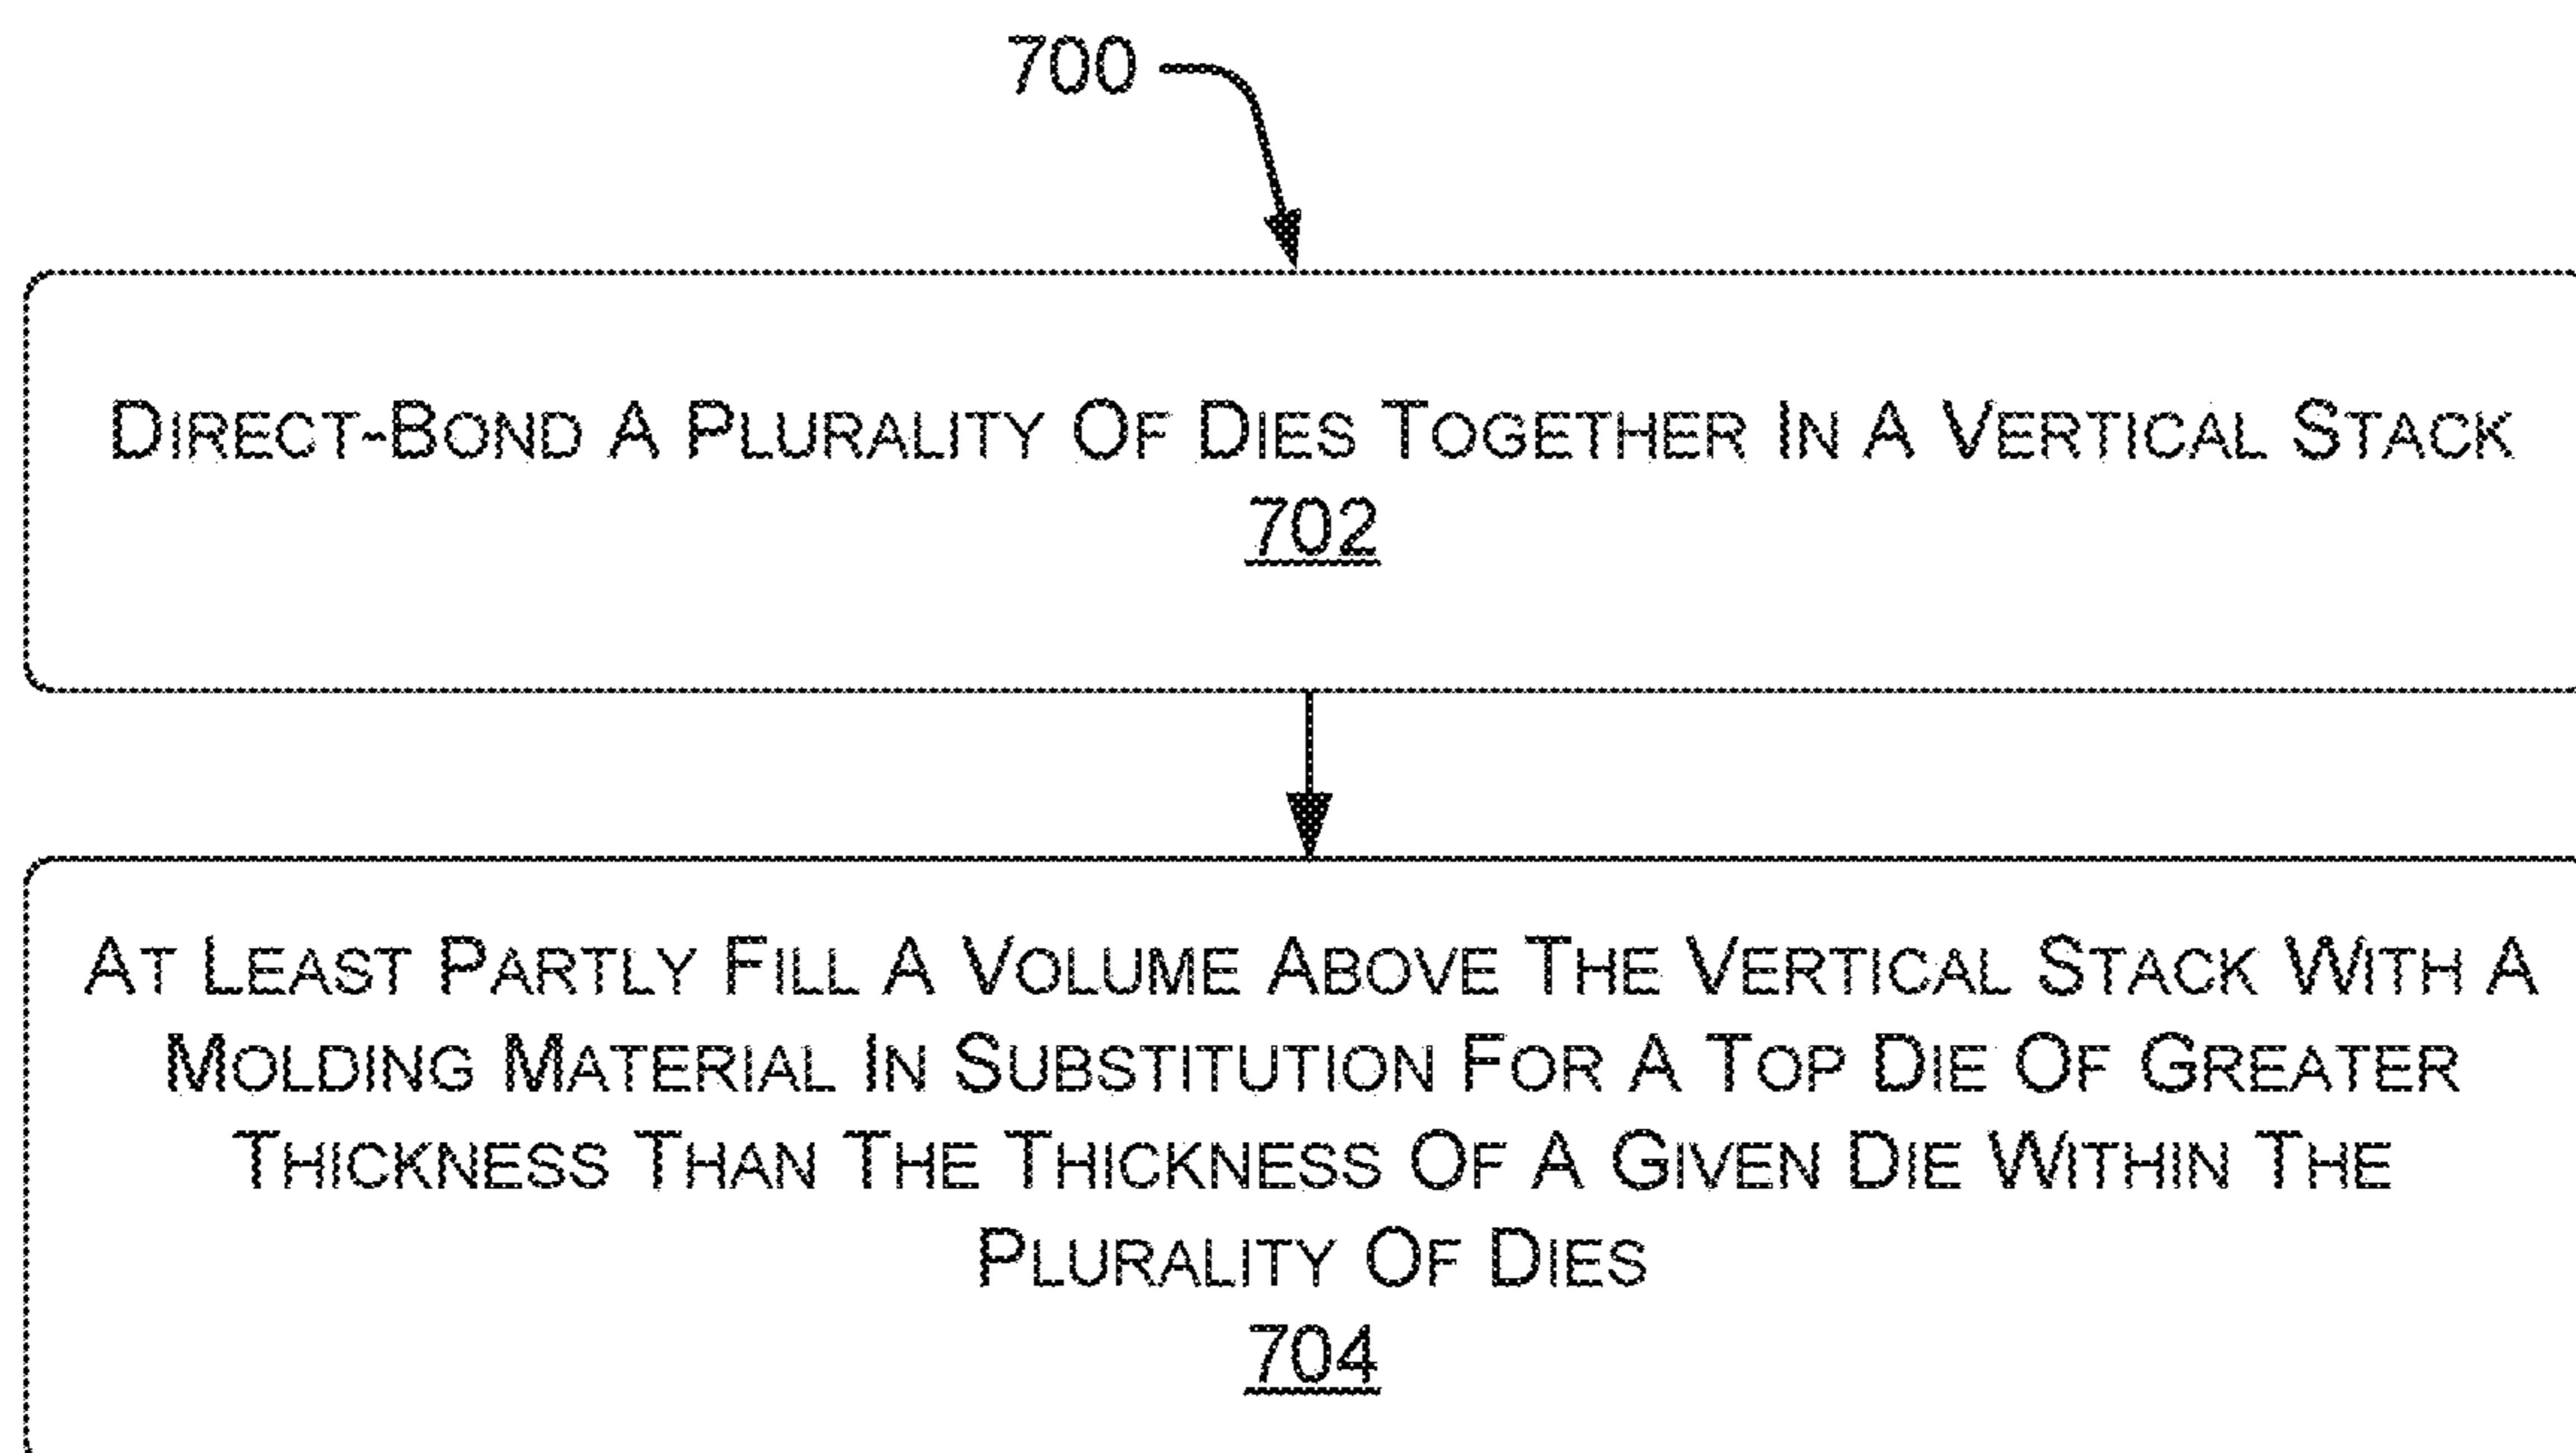 700
DIRECT-BOND A PLURALITY OF DIES TOGETHER IN A VERTICAL STACK
702
AT LEAST PARTLY FILL A VOLUME ABOVE THE VERTICAL STACK WITH A
MOLDING MATERIAL IN SUBSTITUTION FOR A TOP DIE OF GREATER
THICKNESS THAN THE THICKNESS OF A GIVEN DIE WITHIN THE
PLURALITY OF DIES
704